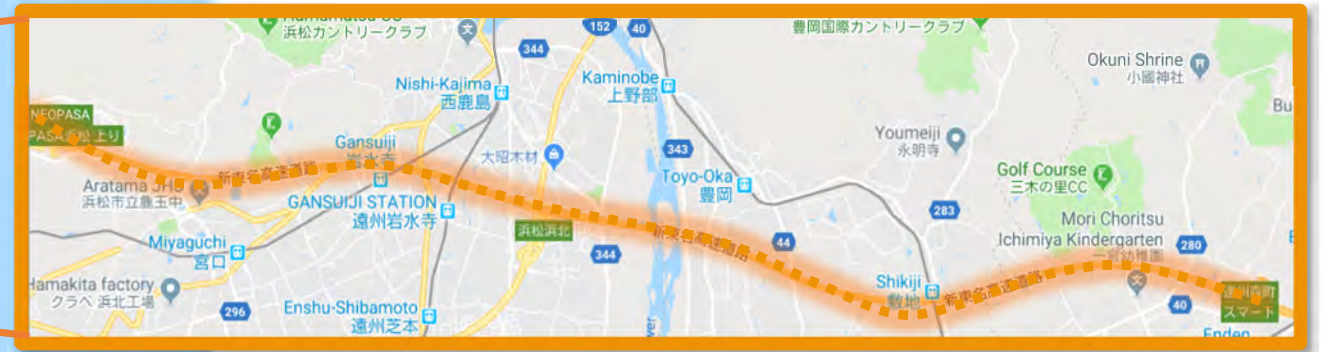 Hamamatsu CC
浜松カントリークラブ
152
40
344
豊岡国際カントリークラブ
Okuni Shrine
小國神社
Bu
Nishi-Kajima
西鹿島
Kaminobe
上野部
NEOPASA
PASA浜松 上り
Gansuiji
岩水寺
大昭木材
343
Youmeiji
永明寺
新東名高速道路
Toyo-Oka
豊岡
Golf Course
三木の里CC
Aratama JHS
浜松市立麁玉中
GANSUIJI STATION
遠州岩水寺
283
Mori Choritsu
Ichimiya Kindergarten
一宮幼稚園
280
浜松浜北
新東名高速道路
44
Miyaguchi
宮口
344
Hamakita factory
クラベ 浜北工場
Shikiji
敷地
新東名高速道路
遠州森町
スマート
296
Enshu-Shibamoto
遠州芝本
40
ver
Enden